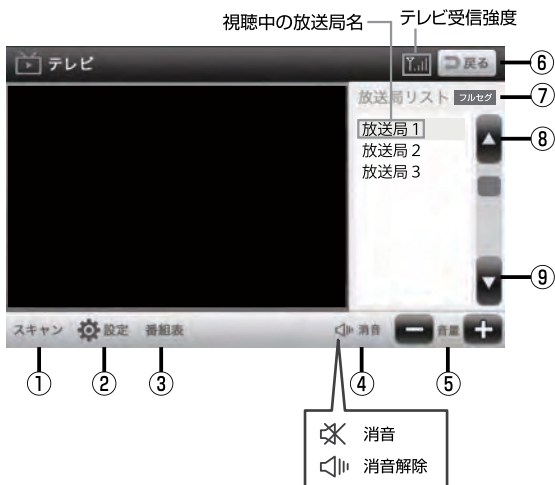 視聴中の放送局名
テレビ受信強度
テレビ
戻る
⑥
放送局リスト フルセグ
⑦
放送局1
放送局2
放送局3
⑧
⑨
スキャン
設定
番組表
消音
音量
①
②
③
④
⑤
消音
消音解除